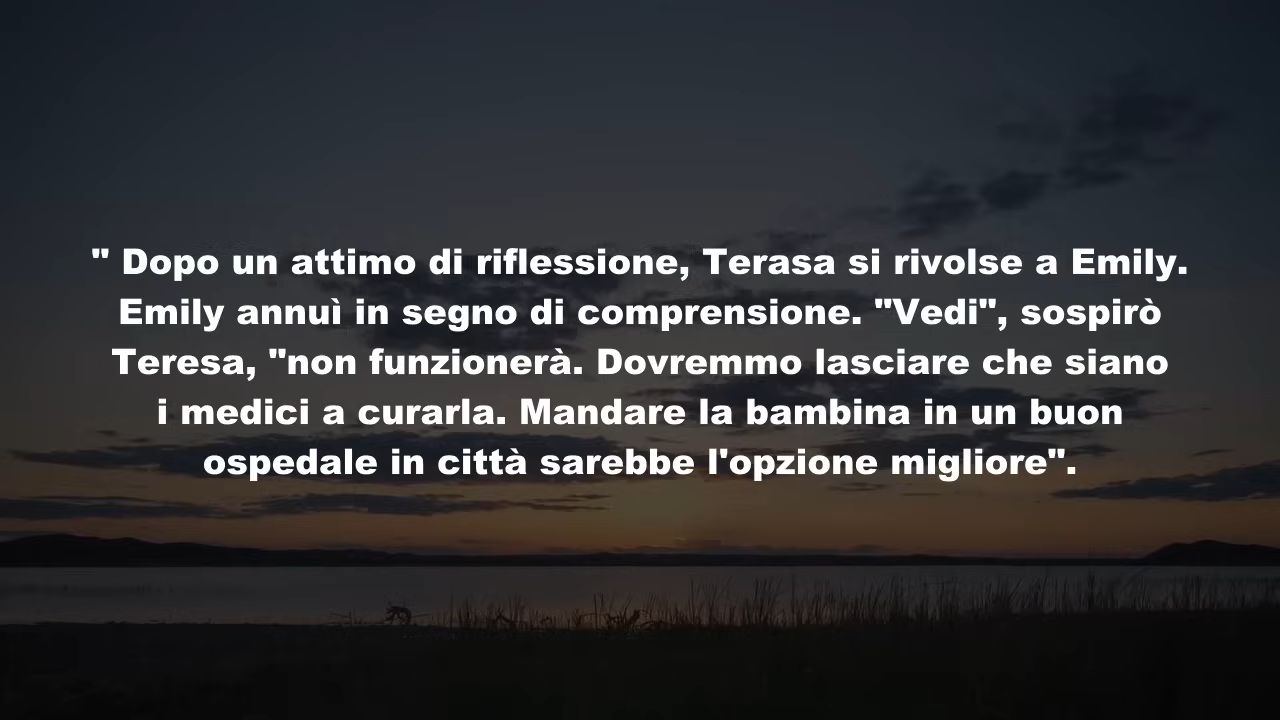 " Dopo un attimo di riflessione, Terasa si rivolse a Emily.
Emily annuì in segno di comprensione. "Vedi", sospirò
Teresa, "non funzionerà. Dovremmo lasciare che siano
i medici a curarla. Mandare la bambina in un buon
ospedale in città sarebbe l'opzione migliore".